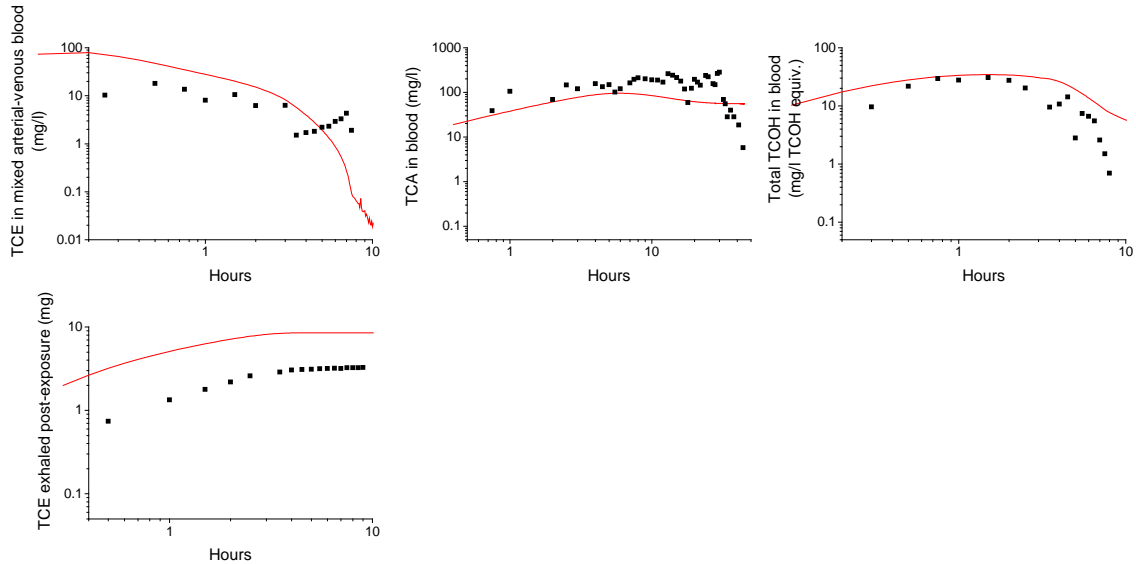 TCE in mixed arterial-venous blood
(mg/l)
100
10
1
0.1
0.01
1
10
Hours
TCA in blood (mg/l)
1000
100
10
1
0.1
1
10
Hours
Total TCOH in blood
(mg/l TCOH equiv.)
100
10
1
0.1
1
10
Hours
TCE exhaled post-exposure (mg)
10
1
0.1
1
10
Hours